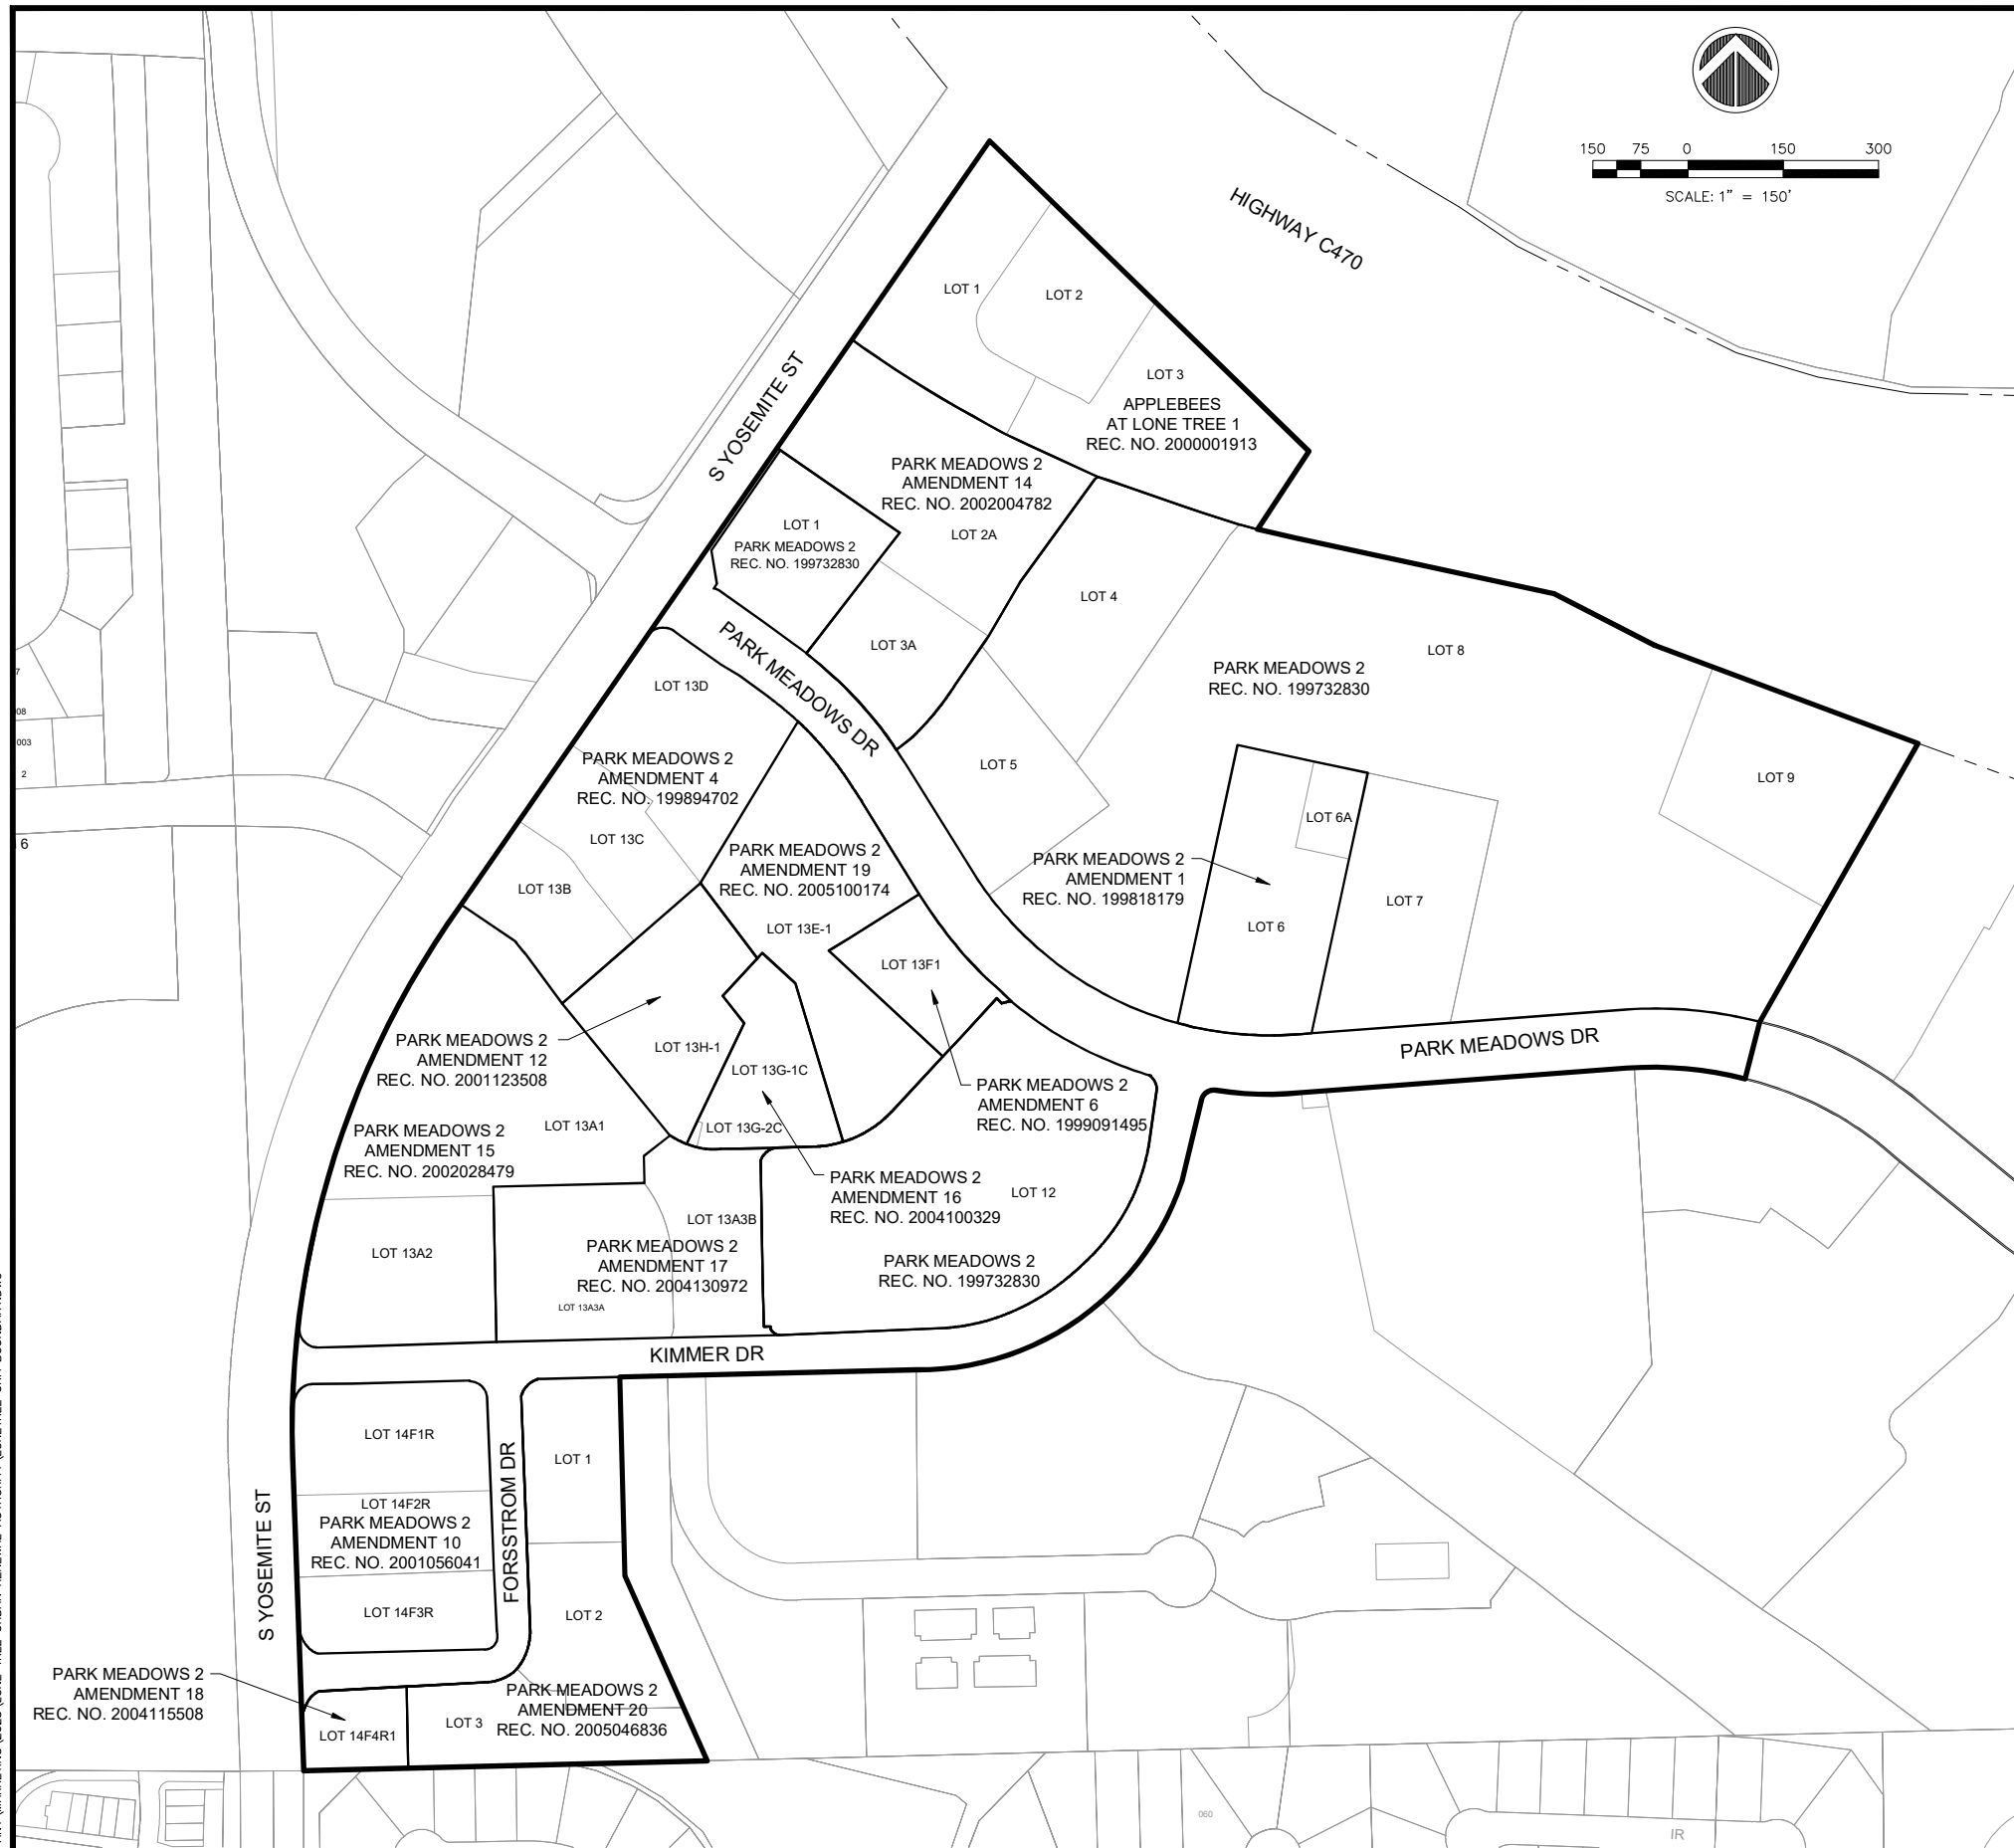 150 75 0 150 300
SCALE: 1" = 150'
HIGHWAY C470
LOT 1
LOT 2
LOT 3
APPLEBEES
AT LONE TREE 1
REC. NO. 2000001913
S YOSEMITE ST
PARK MEADOWS 2
AMENDMENT 14
REC. NO. 2002004782
LOT 2A
LOT 1
PARK MEADOWS 2
REC. NO. 199732830
LOT 3A
LOT 4
PARK MEADOWS DR
LOT 8
PARK MEADOWS 2
REC. NO. 199732830
LOT 5
LOT 9
LOT 13D
PARK MEADOWS 2
AMENDMENT 4
REC. NO. 199894702
LOT 13C
LOT 13B
7
08
003
2
6
LOT 6A
PARK MEADOWS 2
AMENDMENT 1
REC. NO. 199818179
LOT 6
LOT 7
PARK MEADOWS 2
AMENDMENT 19
REC. NO. 2005100174
LOT 13E-1
LOT 13F1
PARK MEADOWS 2
AMENDMENT 12
REC. NO. 2001123508
LOT 13H-1
LOT 13G-1C
LOT 13G-2C
PARK MEADOWS DR
PARK MEADOWS 2
AMENDMENT 6
REC. NO. 1999091495
LOT 13A1
PARK MEADOWS 2
AMENDMENT 15
REC. NO. 2002028479
PARK MEADOWS 2
AMENDMENT 16
REC. NO. 2004100329
LOT 12
LOT 13A2
LOT 13A3B
PARK MEADOWS 2
AMENDMENT 17
REC. NO. 2004130972
LOT 13A3A
PARK MEADOWS 2
REC. NO. 199732830
KIMMER DR
LOT 14F1R
LOT 14F2R
PARK MEADOWS 2
AMENDMENT 10
REC. NO. 2001056041
LOT 14F3R
S YOSEMITE ST
FORSSTROM DR
LOT 1
LOT 2
PARK MEADOWS 2
AMENDMENT 18
REC. NO. 2004115508
LOT 14F4R1
LOT 3
PARK MEADOWS 2
AMENDMENT 20
REC. NO. 2005046836
060
IR